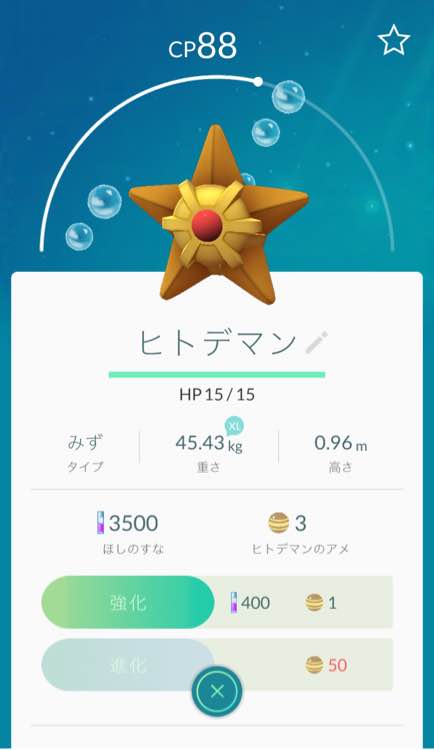 CP88
ヒトデマン
HP 15 / 15
みず
タイプ
XL
45.43 kg
重さ
0.96 m
高さ
3500
ほしのすな
3
ヒトデマンのアメ
強化
400
1
進化
50